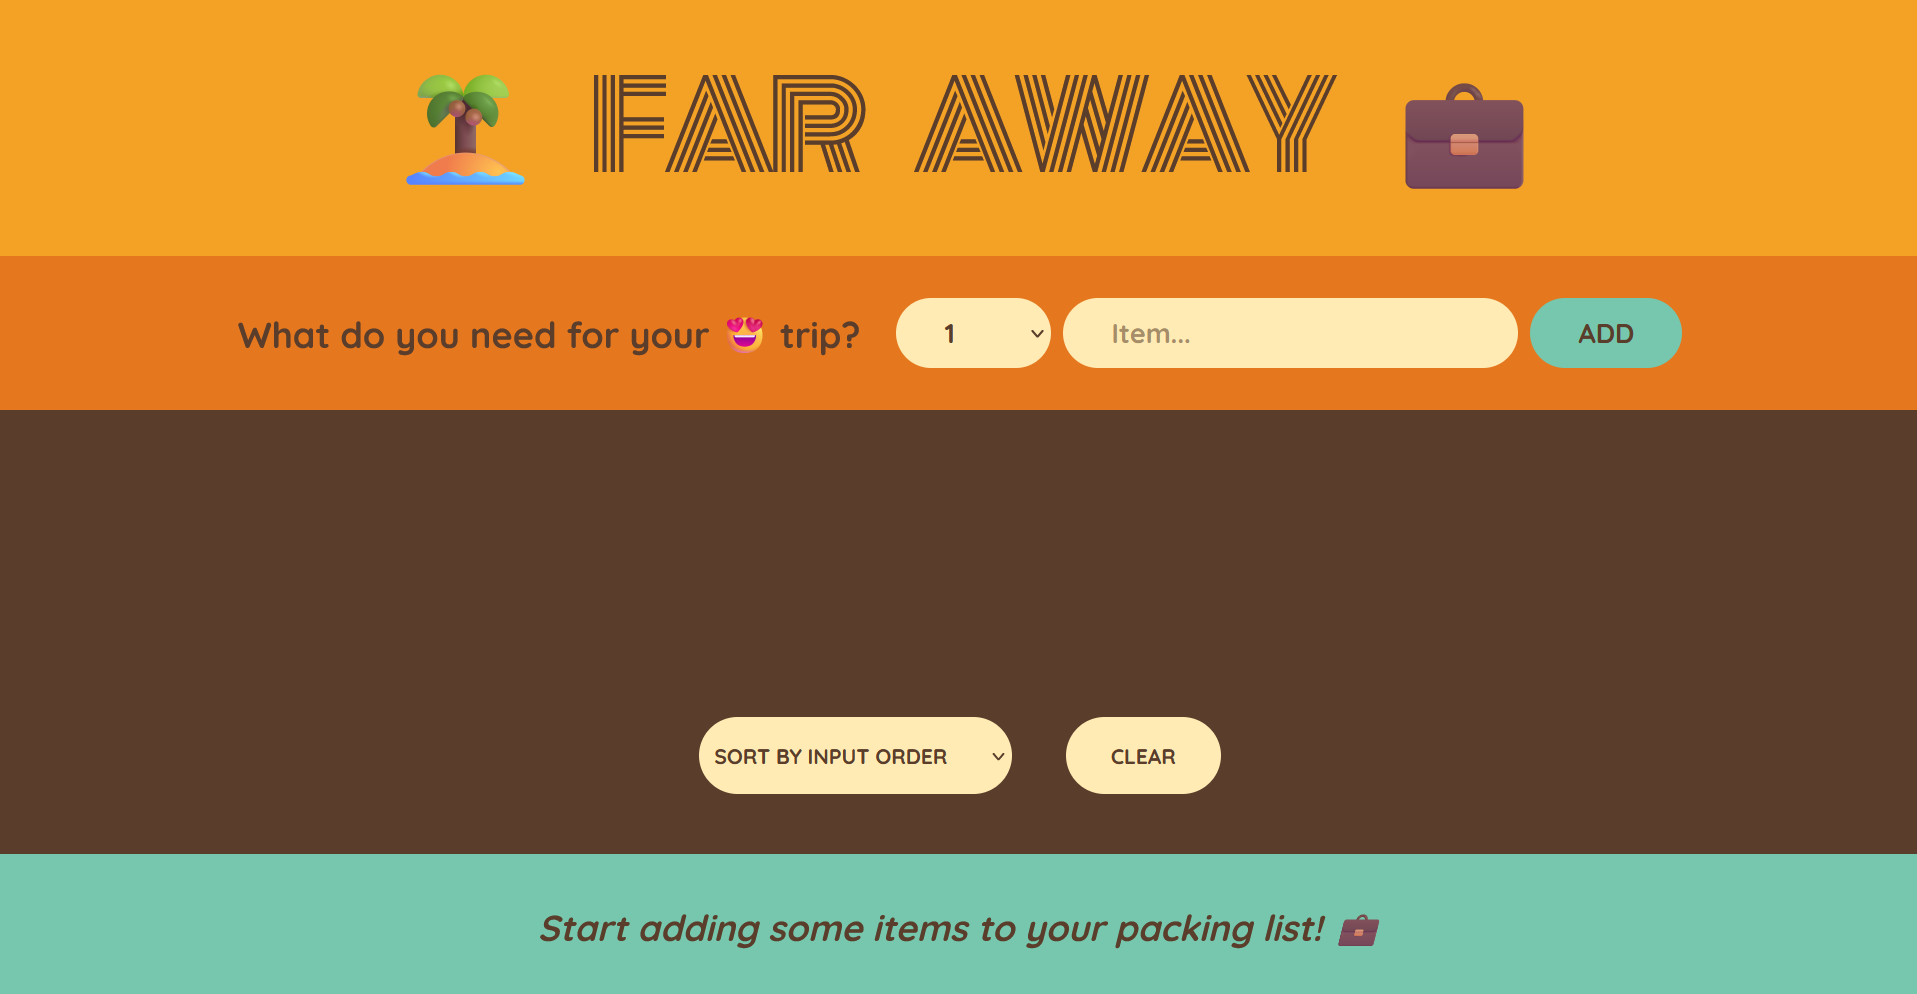 🏝️ FAR AWAY 💼
What do you need for your 😍 trip? 1 Item... ADD
SORT BY INPUT ORDER CLEAR
Start adding some items to your packing list! 💼